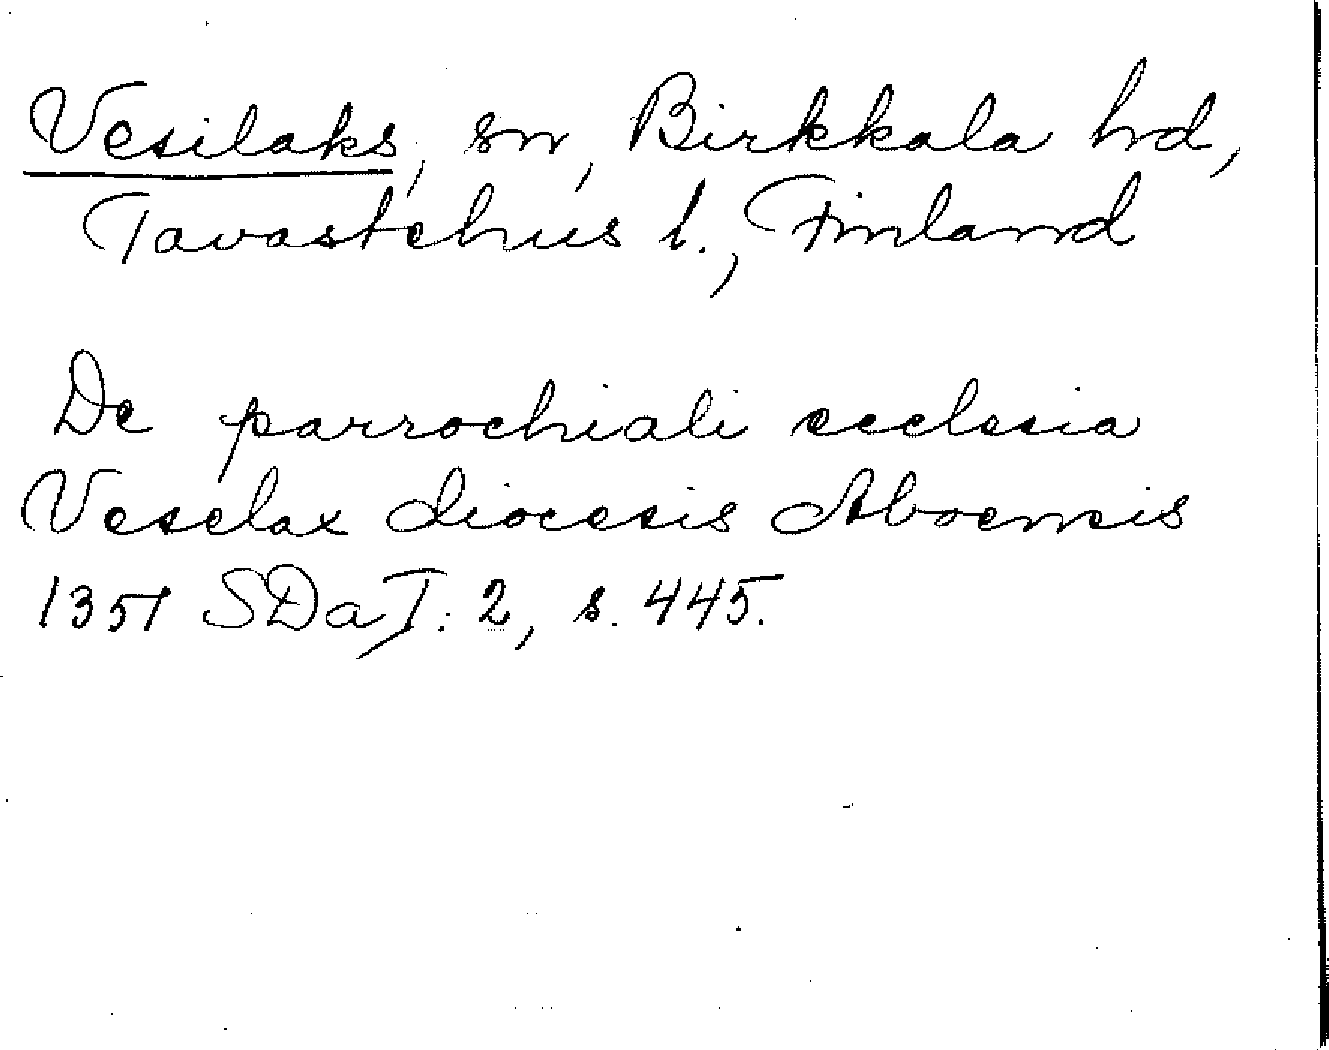 Vesilaks, sn, Birkkala hd,
Tavastehus l., Finland
De parrochiali ecclesia
Veselax diocesis Aboensis
1351 SDaT: 2, s. 445.